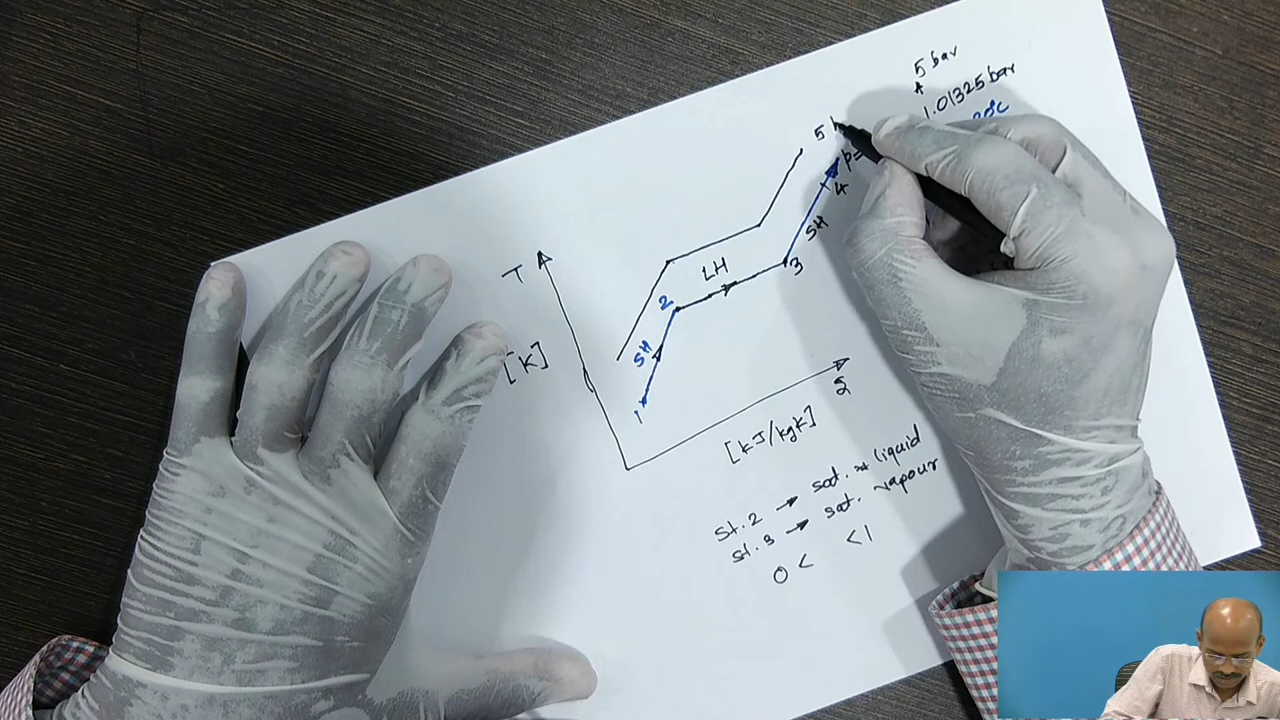 5 bar
1.01325 bar
20°C
5 b
p=
4
SH
3
LH
2
SH
1
T
[K]
S
[kJ/kgK]
St. 2 → sat. liquid
St. 3 → sat. vapour
0 < <1